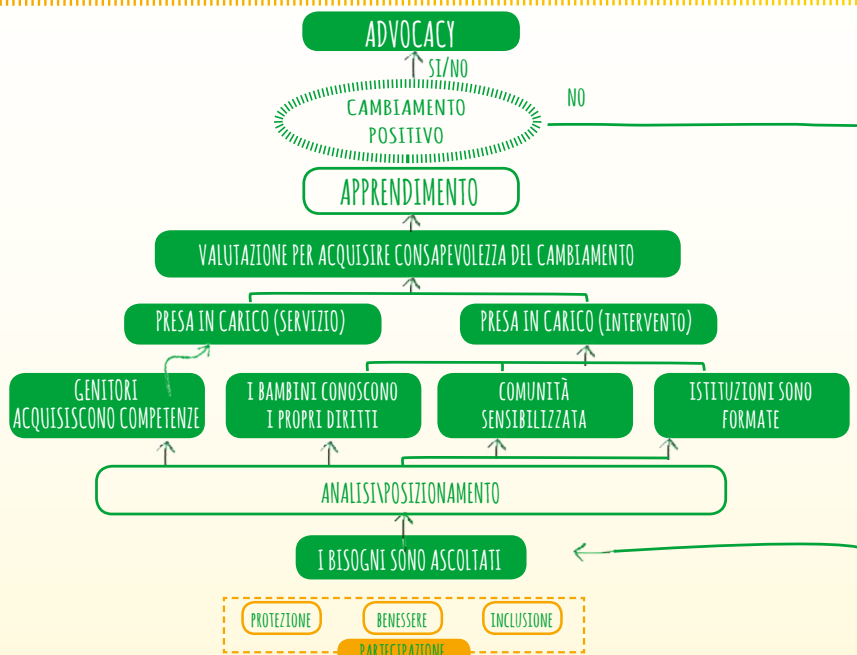 ADVOCACY
SI/NO
CAMBIAMENTO
POSITIVO
NO
APPRENDIMENTO
VALUTAZIONE PER ACQUISIRE CONSAPEVOLEZZA DEL CAMBIAMENTO
PRESA IN CARICO (SERVIZIO)
PRESA IN CARICO (INTERVENTO)
GENITORI
ACQUISISCONO COMPETENZE
I BAMBINI CONOSCONO
I PROPRI DIRITTI
COMUNITÀ
SENSIBILIZZATA
ISTITUZIONI SONO
FORMATE
ANALISI\POSIZIONAMENTO
I BISOGNI SONO ASCOLTATI
PROTEZIONE
BENESSERE
INCLUSIONE
PARTECIPAZIONE